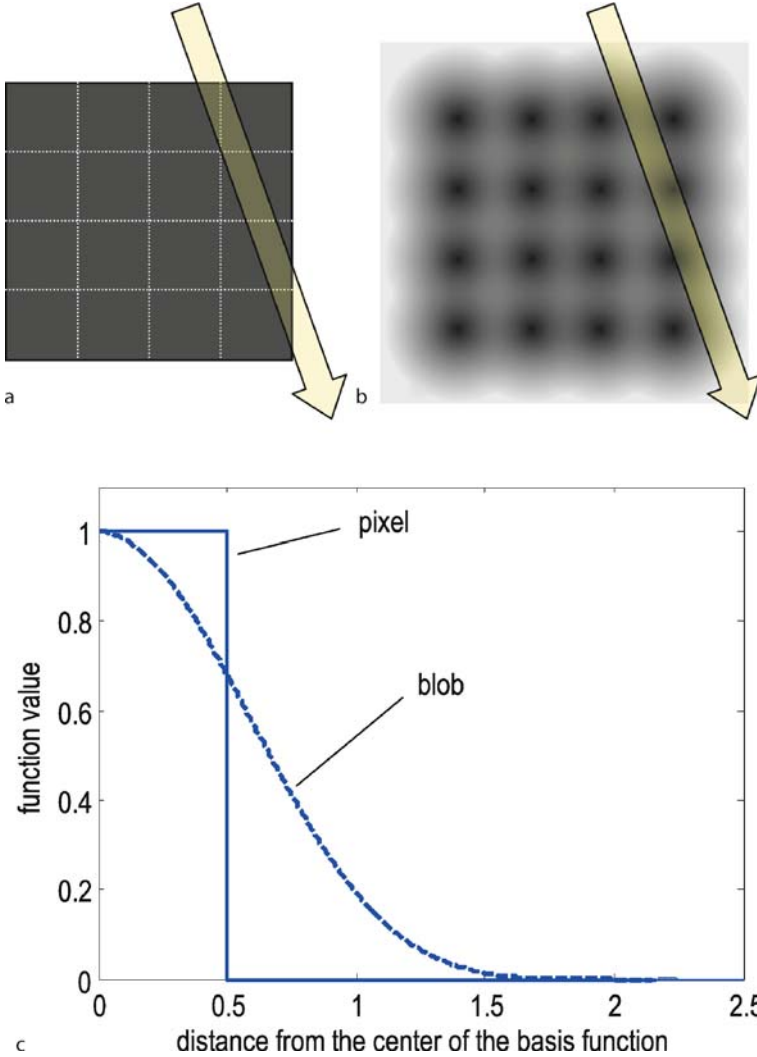 a
b
1
0.8
0.6
0.4
0.2
0
function value
pixel
blob
0 0.5 1 1.5 2 2.5
c
distance from the center of the basis function